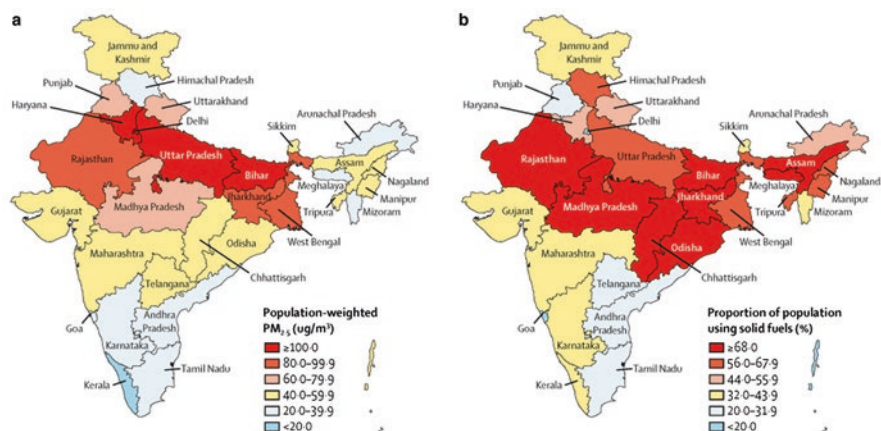 a
Jammu and
Kashmir
Punjab
Himachal Pradesh
Haryana
Uttarakhand
Delhi
Arunachal Pradesh
Sikkim
Rajasthan
Uttar Pradesh
Bihar
Assam
Nagaland
Meghalaya
Manipur
Jharkhand
Tripura
Mizoram
Gujarat
Madhya Pradesh
West Bengal
Odisha
Maharashtra
Chhattisgarh
Telangana
Goa
Andhra
Pradesh
Karnataka
Tamil Nadu
Kerala
Population-weighted
PM2·5 (ug/m³)
≥100·0
80·0–99·9
60·0–79·9
40·0–59·9
20·0–39·9
<20·0
b
Jammu and
Kashmir
Punjab
Himachal Pradesh
Haryana
Uttarakhand
Delhi
Arunachal Pradesh
Sikkim
Rajasthan
Uttar Pradesh
Bihar
Assam
Nagaland
Meghalaya
Manipur
Jharkhand
Tripura
Mizoram
Gujarat
Madhya Pradesh
West Bengal
Odisha
Maharashtra
Chhattisgarh
Telangana
Goa
Andhra
Pradesh
Karnataka
Tamil Nadu
Kerala
Proportion of population
using solid fuels (%)
≥68·0
56·0–67·9
44·0–55·9
32·0–43·9
20·0–31·9
<20·0